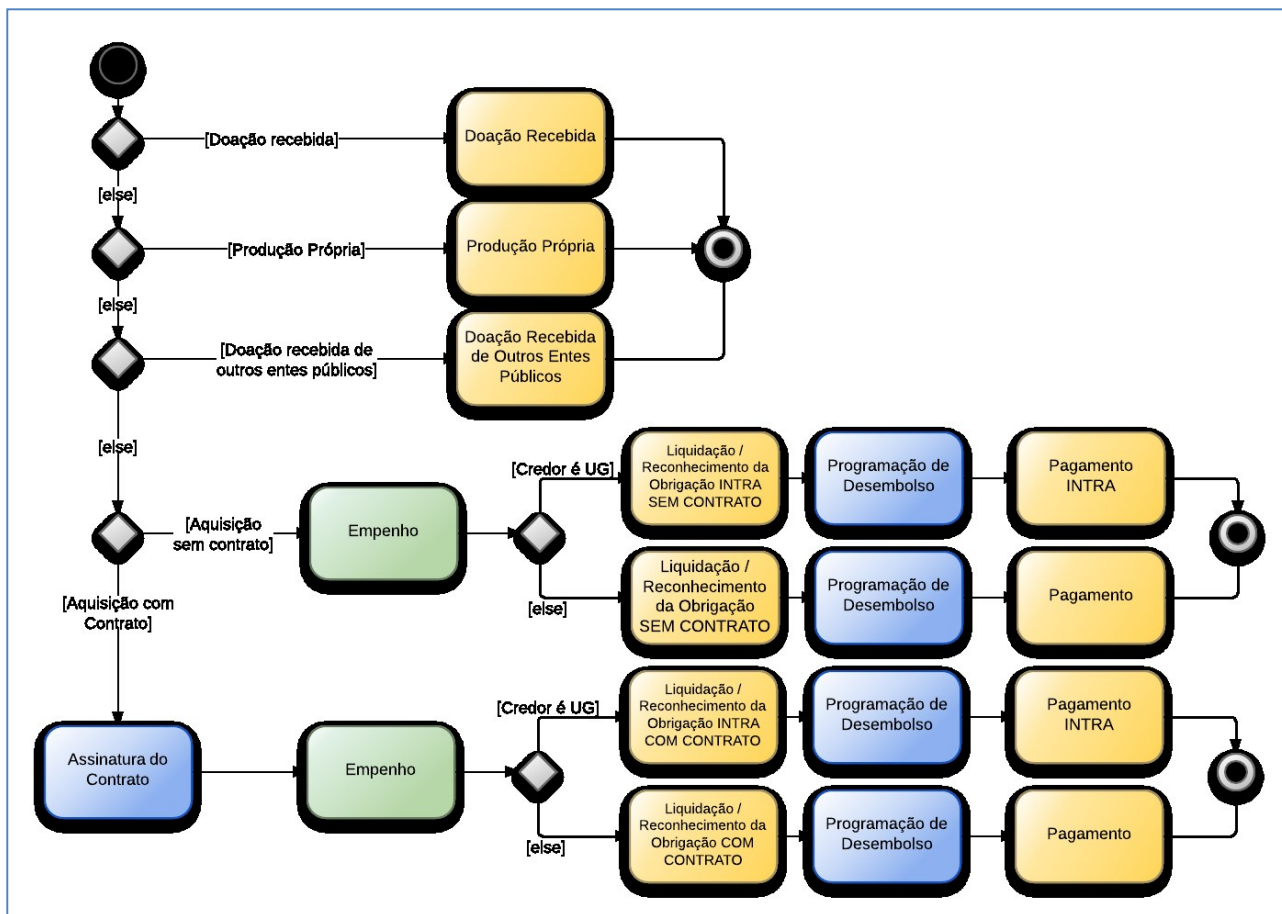 [Doação recebida]
Doação Recebida
[else]
[Produção Própria]
Produção Própria
[else]
[Doação recebida de
outros entes públicos]
Doação Recebida
de Outros Entes
Públicos
[else]
[Aquisição
sem contrato]
Empenho
[Credor é UG]
Liquidação /
Reconhecimento da
Obrigação INTRA
SEM CONTRATO
Programação de
Desembolso
Pagamento
INTRA
[else]
Liquidação /
Reconhecimento
da Obrigação
SEM CONTRATO
Programação de
Desembolso
Pagamento
[Aquisição com
Contrato]
Assinatura do
Contrato
Empenho
[Credor é UG]
Liquidação /
Reconhecimento da
Obrigação INTRA
COM CONTRATO
Programação de
Desembolso
Pagamento
INTRA
[else]
Liquidação /
Reconhecimento da
Obrigação COM
CONTRATO
Programação de
Desembolso
Pagamento